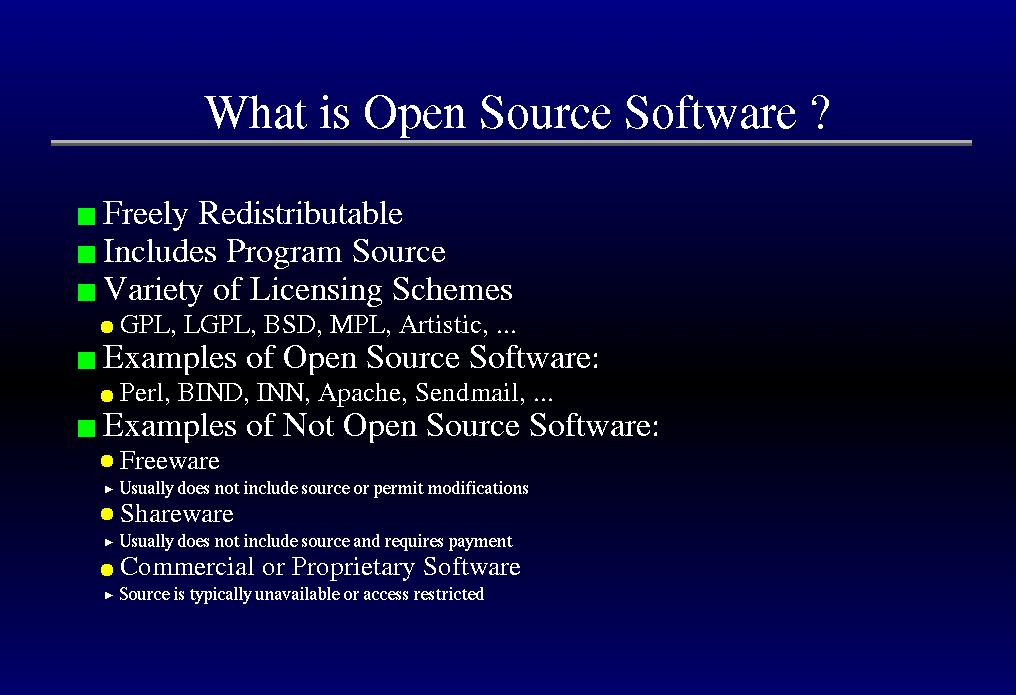 What is Open Source Software ?
Freely Redistributable
Includes Program Source
Variety of Licensing Schemes
GPL, LGPL, BSD, MPL, Artistic, ...
Examples of Open Source Software:
Perl, BIND, INN, Apache, Sendmail, ...
Examples of Not Open Source Software:
Freeware
Usually does not include source or permit modifications
Shareware
Usually does not include source and requires payment
Commercial or Proprietary Software
Source is typically unavailable or access restricted